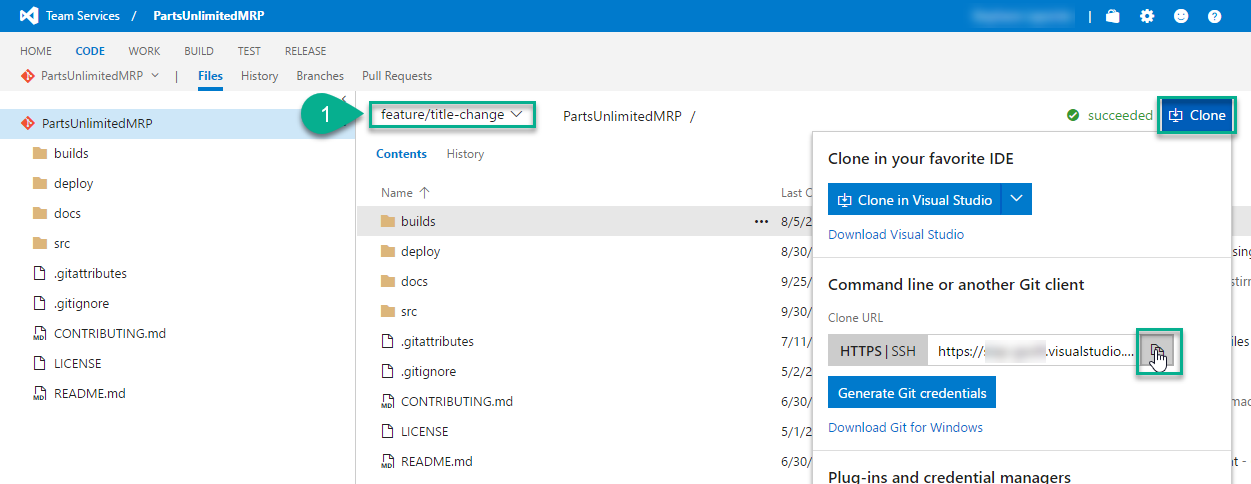 Team Services / PartsUnlimitedMRP
HOME CODE WORK BUILD TEST RELEASE
PartsUnlimitedMRP | Files History Branches Pull Requests
PartsUnlimitedMRP
builds
deploy
docs
src
.gitattributes
.gitignore
CONTRIBUTING.md
LICENSE
README.md
1
feature/title-change
PartsUnlimitedMRP /
succeeded
Clone
Contents History
Name ↑
builds ••• 8/5/2
deploy 8/30/
docs 9/25/
src 9/30/
.gitattributes 7/11/
.gitignore 5/2/2
CONTRIBUTING.md 6/30/
LICENSE 5/1/2
README.md 6/30/
Clone in your favorite IDE
Clone in Visual Studio
Download Visual Studio
Command line or another Git client
Clone URL
HTTPS | SSH https:// .visualstudio....
Generate Git credentials
Download Git for Windows
Plug-ins and credential managers